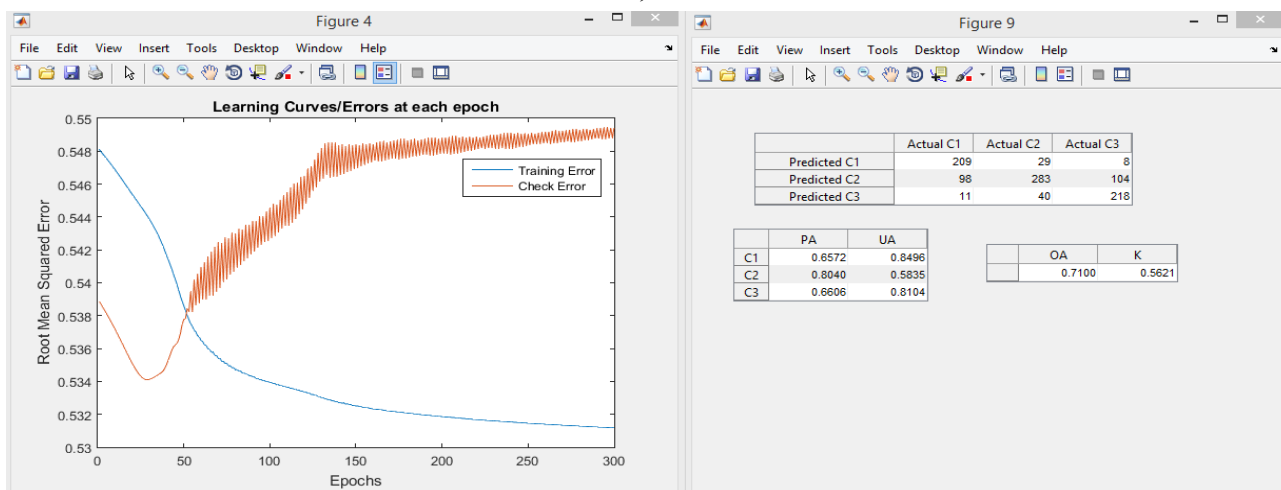 Figure 4
File Edit View Insert Tools Desktop Window Help
Learning Curves/Errors at each epoch
Root Mean Squared Error
0.55
0.548
0.546
0.544
0.542
0.54
0.538
0.536
0.534
0.532
0.53
Training Error
Check Error
0 50 100 150 200 250 300
Epochs
Figure 9
File Edit View Insert Tools Desktop Window Help
Actual C1 Actual C2 Actual C3
Predicted C1 209 29 8
Predicted C2 98 283 104
Predicted C3 11 40 218
PA UA
C1 0.6572 0.8496
C2 0.8040 0.5835
C3 0.6606 0.8104
OA K
0.7100 0.5621